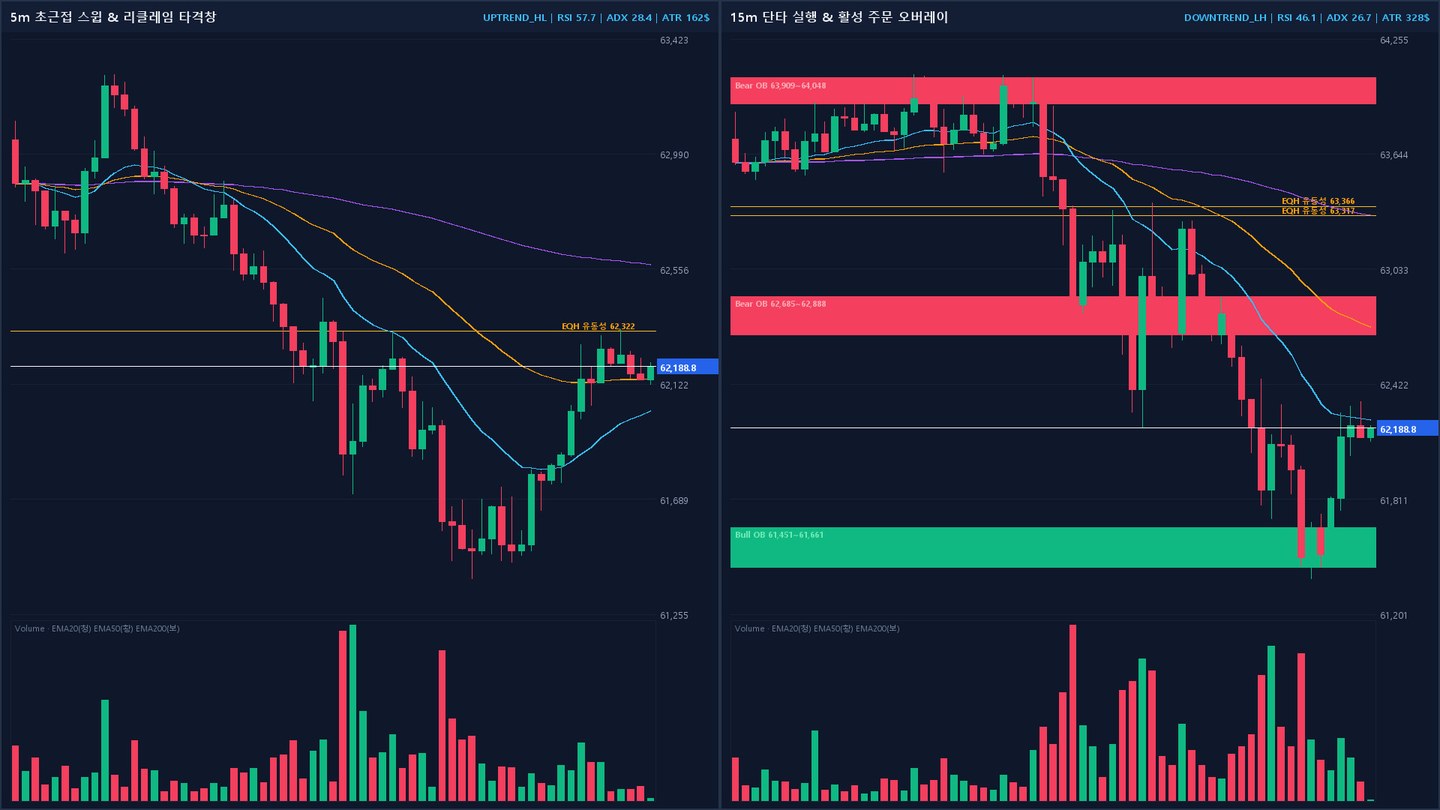 5m 초근접 스윕 & 리클레임 타격창
UPTREND_HL | RSI 57.7 | ADX 28.4 | ATR 162$
63,423
62,990
62,556
EQH 유동성 62,322
62,188.8
62,122
61,689
61,255
Volume · EMA20(청) EMA50(황) EMA200(보)
15m 단타 실행 & 활성 주문 오버레이
DOWNTREND_LH | RSI 46.1 | ADX 26.7 | ATR 328$
64,255
Bear OB 63,909~64,048
63,644
EQH 유동성 63,366
EQH 유동성 63,317
63,033
Bear OB 62,685~62,888
62,422
62,188.8
61,811
Bull OB 61,451~61,661
61,201
Volume · EMA20(청) EMA50(황) EMA200(보)